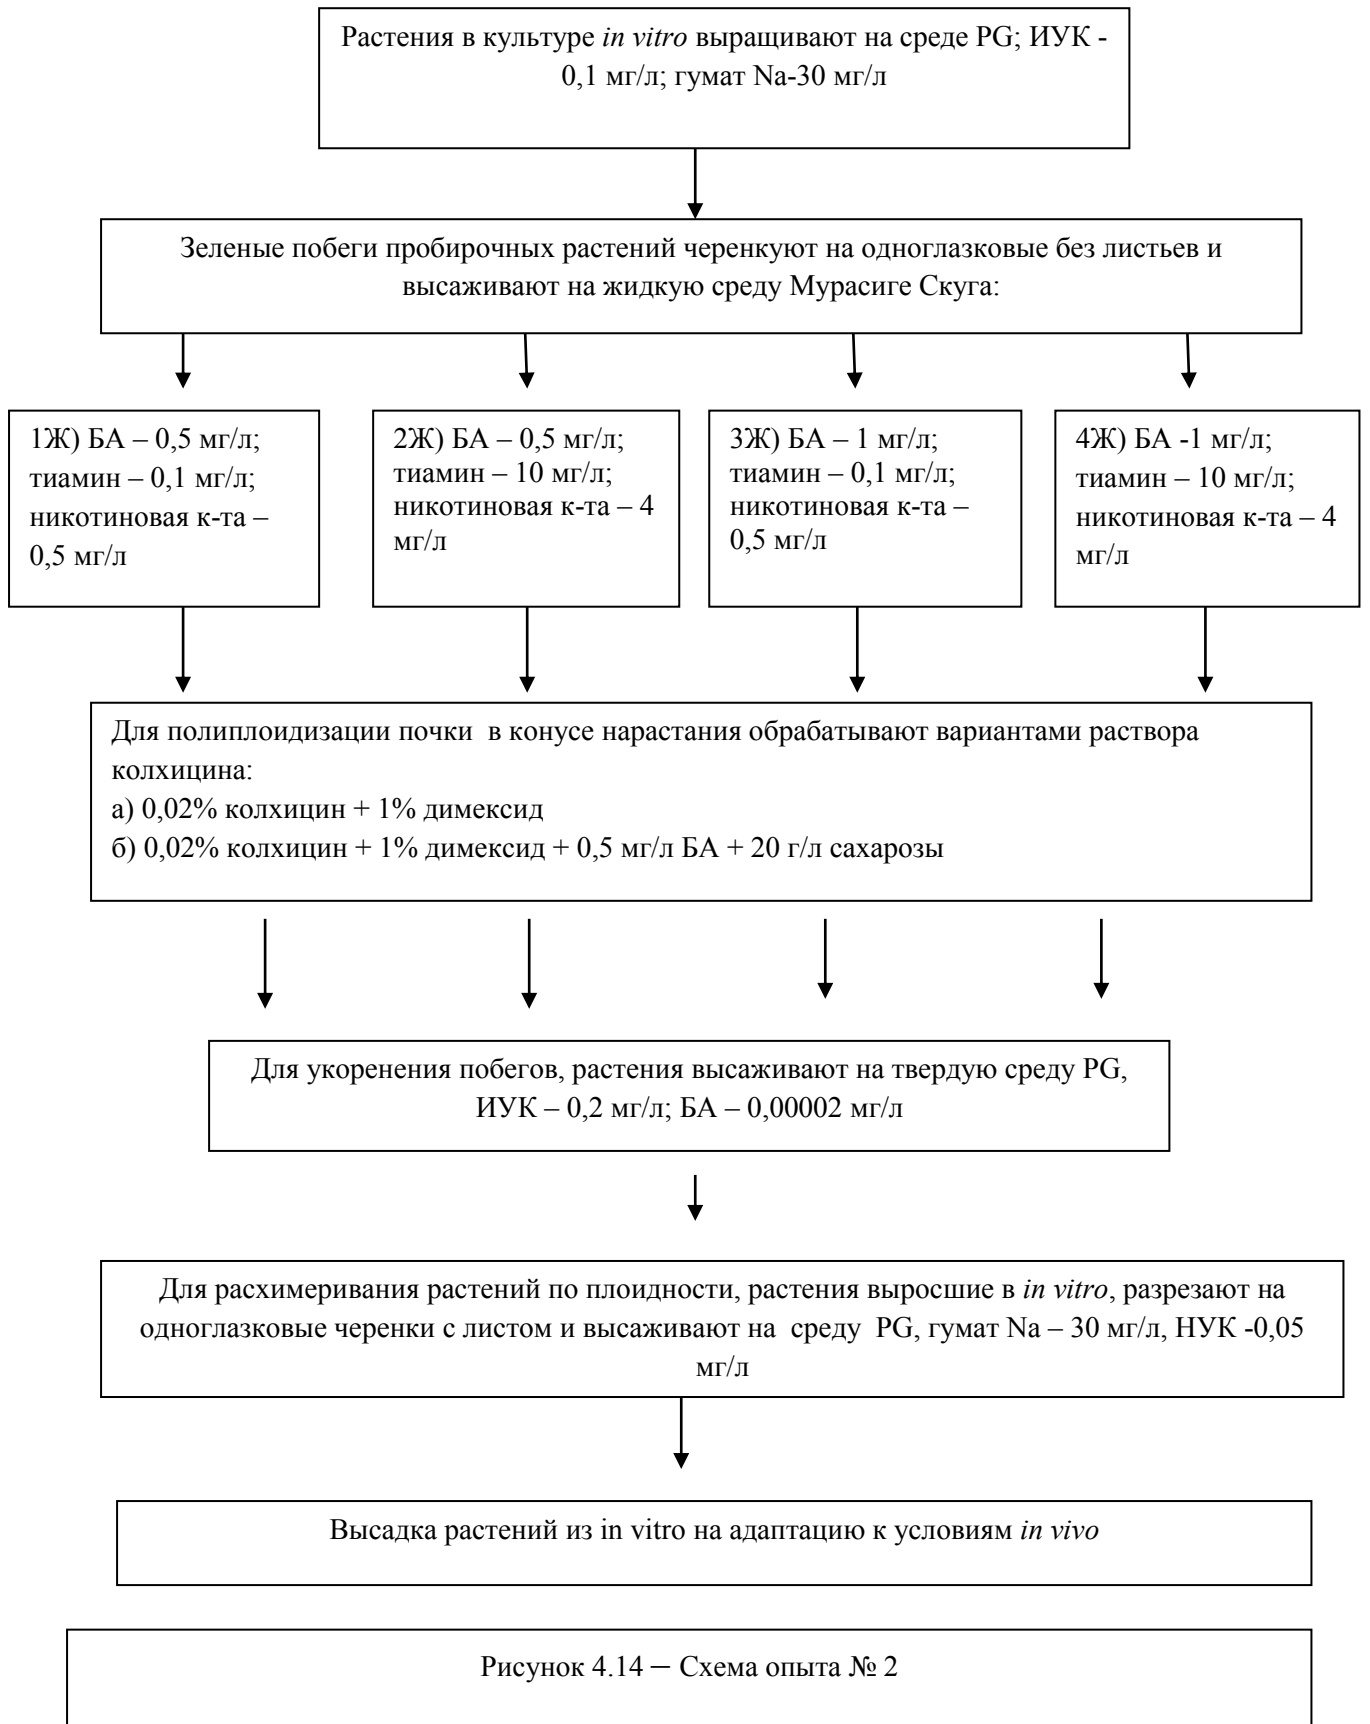 Растения в культуре in vitro выращивают на среде PG; ИУК -
0,1 мг/л; гумат Na-30 мг/л
Зеленые побеги пробирочных растений черенкуют на одноглазковые без листьев и
высаживают на жидкую среду Мурасиге Скуга:
1Ж) БА – 0,5 мг/л;
тиамин – 0,1 мг/л;
никотиновая к-та –
0,5 мг/л
2Ж) БА – 0,5 мг/л;
тиамин – 10 мг/л;
никотиновая к-та – 4
мг/л
3Ж) БА – 1 мг/л;
тиамин – 0,1 мг/л;
никотиновая к-та –
0,5 мг/л
4Ж) БА -1 мг/л;
тиамин – 10 мг/л;
никотиновая к-та – 4
мг/л
Для полиплоидизации почки в конусе нарастания обрабатывают вариантами раствора
колхицина:
а) 0,02% колхицин + 1% димексид
б) 0,02% колхицин + 1% димексид + 0,5 мг/л БА + 20 г/л сахарозы
Для укоренения побегов, растения высаживают на твердую среду PG,
ИУК – 0,2 мг/л; БА – 0,00002 мг/л
Для расхимеривания растений по плоидности, растения выросшие в in vitro, разрезают на
одноглазковые черенки с листом и высаживают на среду PG, гумат Na – 30 мг/л, НУК -0,05
мг/л
Высадка растений из in vitro на адаптацию к условиям in vivo
Рисунок 4.14 – Схема опыта № 2